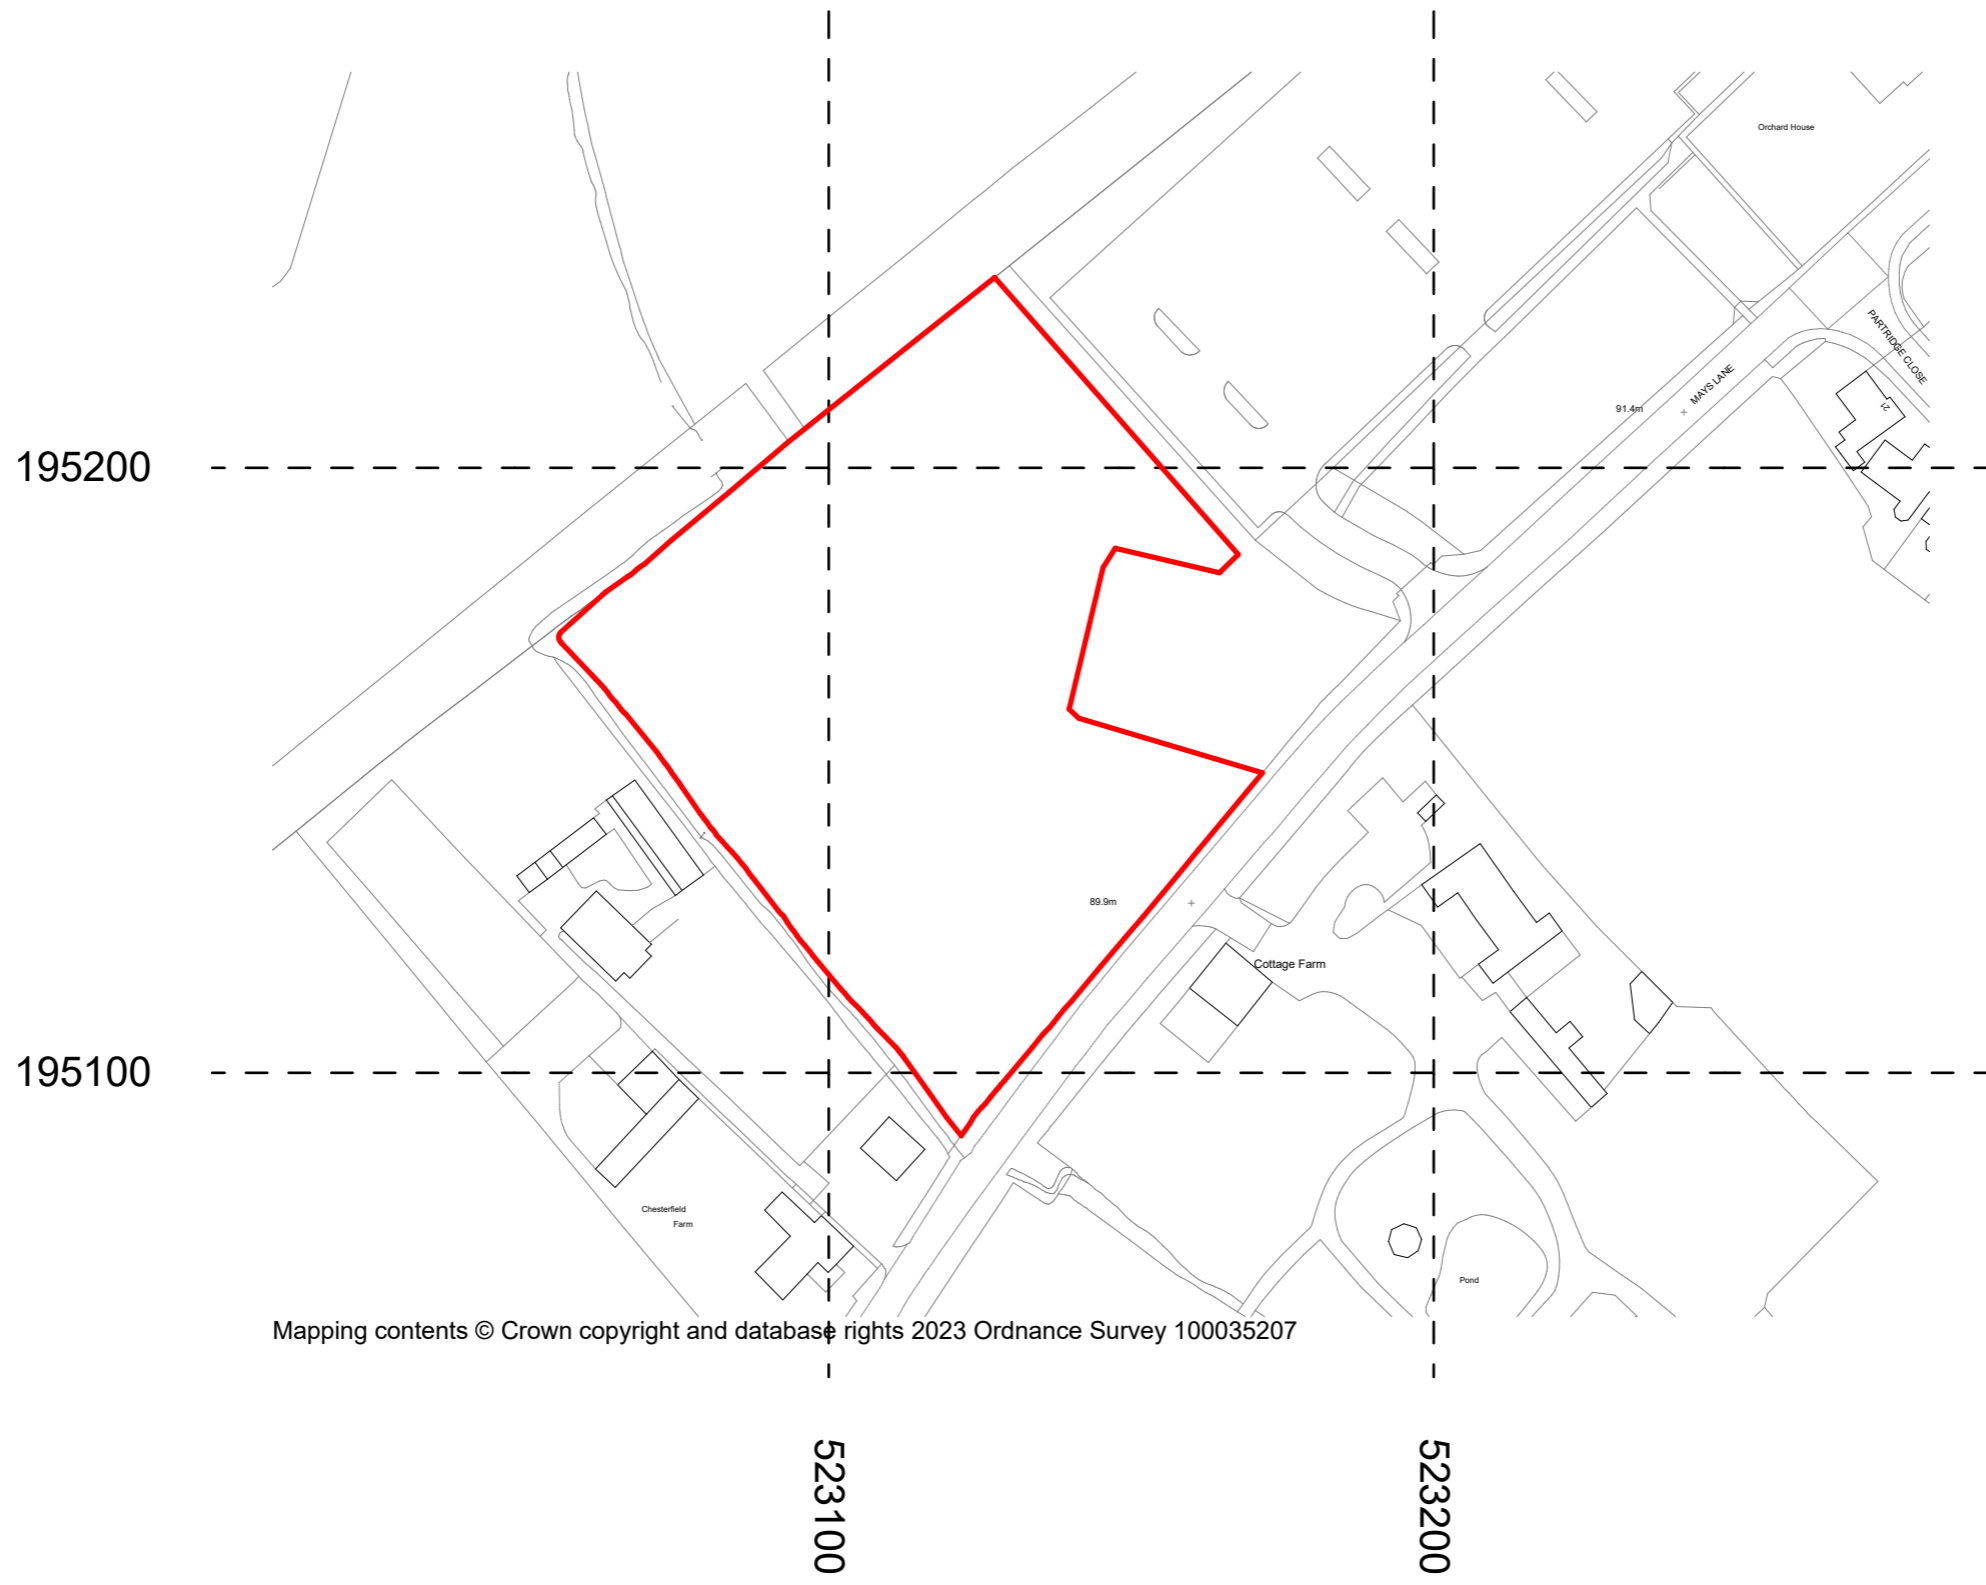 Orchard House
PARTRIDGE CLOSE
MAYS LANE
91.4m
21
195200
89.9m
Cottage Farm
195100
Chesterfield
Farm
Pond
Mapping contents © Crown copyright and database rights 2023 Ordnance Survey 100035207
523100
523200